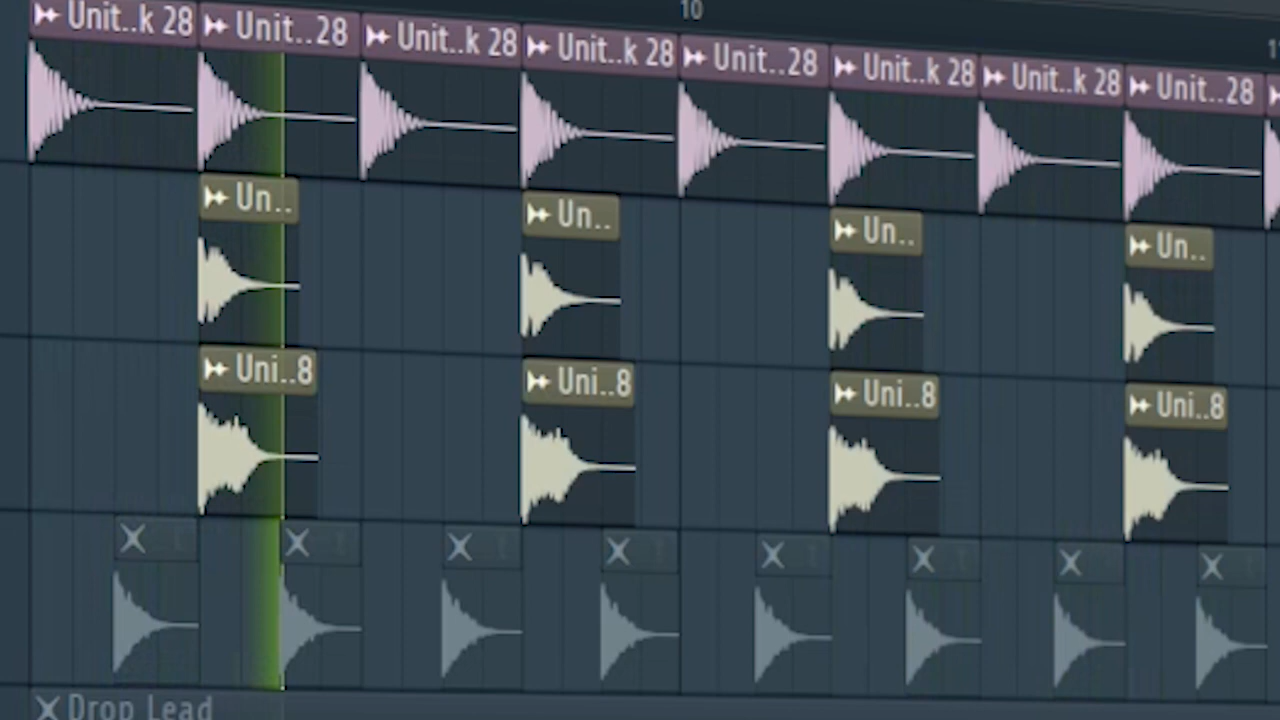 10
Unit..k 28 Unit..28 Unit..k 28 Unit..k 28 Unit..28 Unit..k 28 Unit..k 28 Unit..28
Un.. Un.. Un.. Un..
Uni..8 Uni..8 Uni..8 Uni..8
Drop Lead